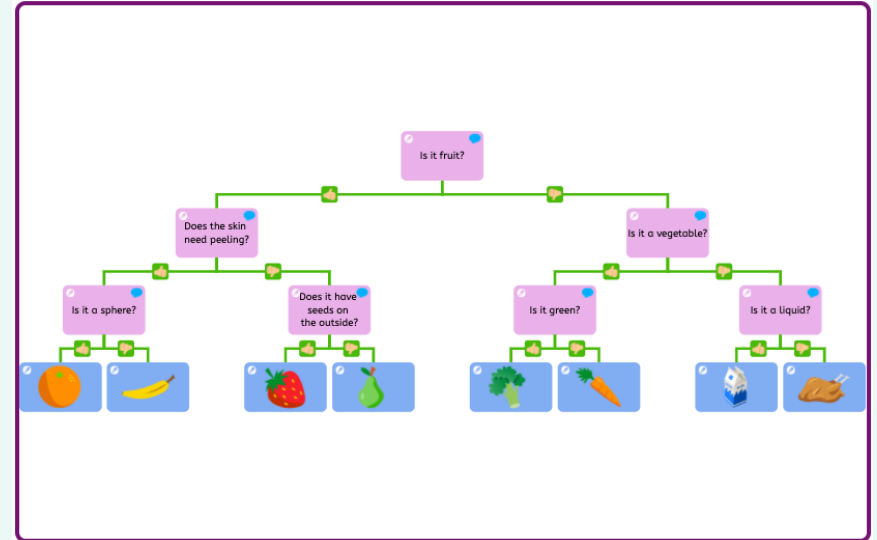 Is it fruit?
Does the skin
need peeling?
Is it a vegetable?
Is it a sphere?
Does it have
seeds on
the outside?
Is it green?
Is it a liquid?